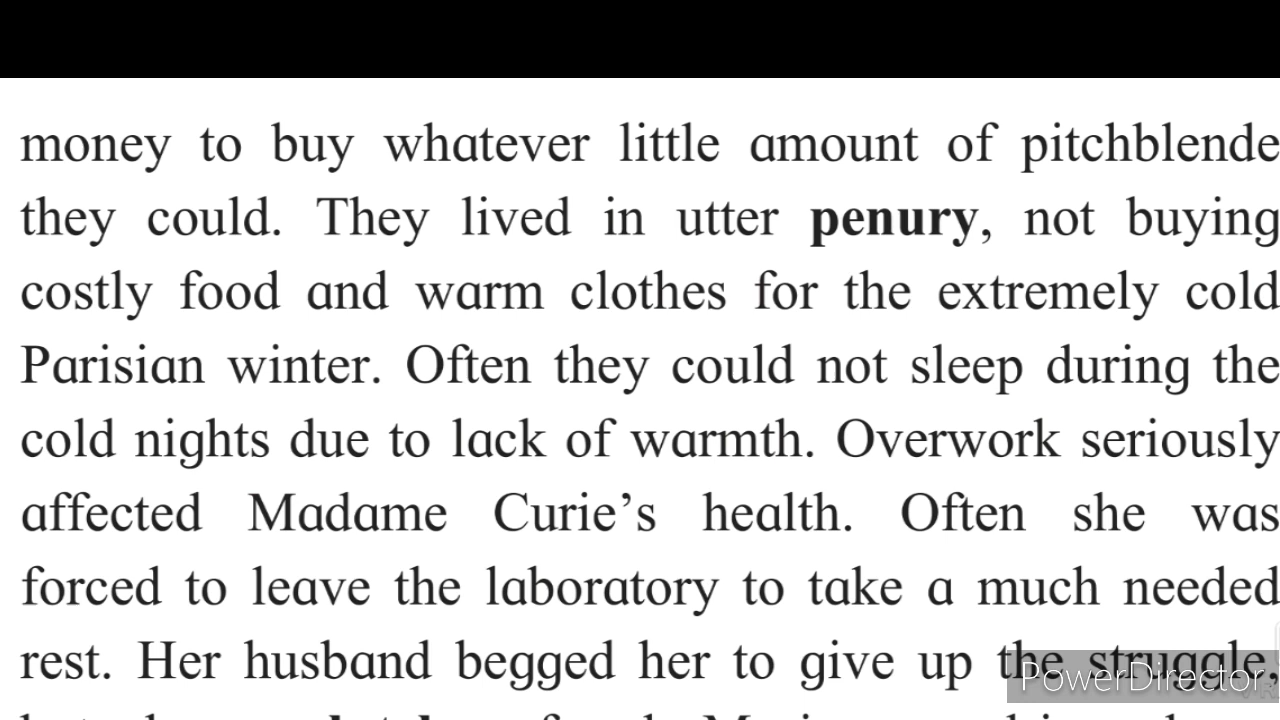 money to buy whatever little amount of pitchblende
they could. They lived in utter penury, not buying
costly food and warm clothes for the extremely cold
Parisian winter. Often they could not sleep during the
cold nights due to lack of warmth. Overwork seriously
affected Madame Curie’s health. Often she was
forced to leave the laboratory to take a much needed
rest. Her husband begged her to give up the struggle,
PowerDirector